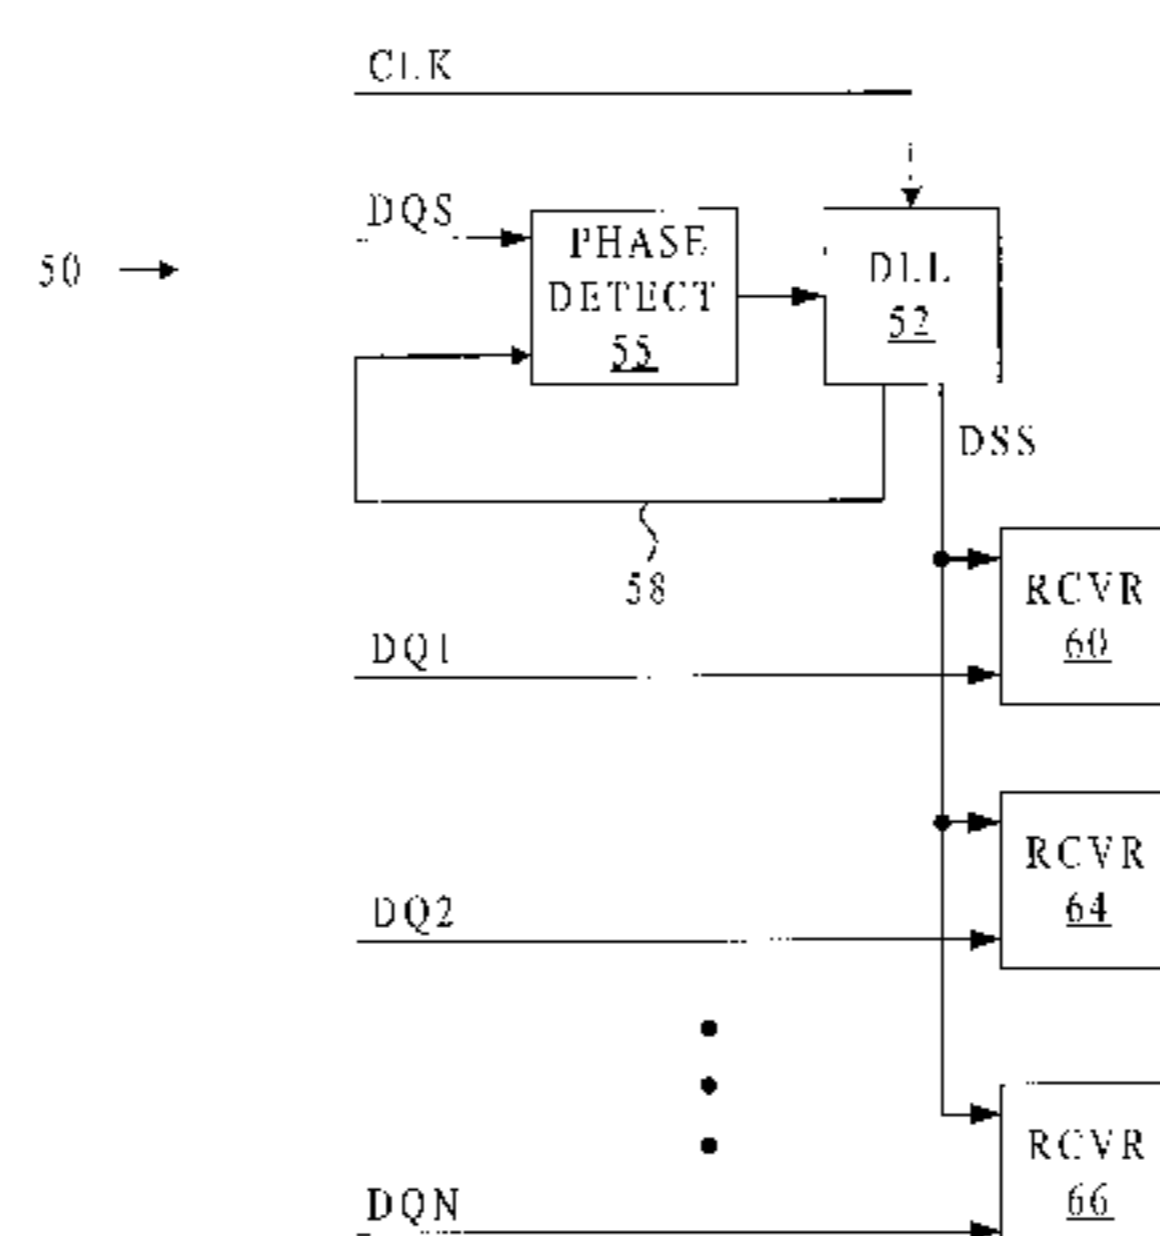 CLK
DQS
50
PHASE
DETECT
55
DLL
52
DSS
58
RCVR
60
DQ1
RCVR
64
DQ2
RCVR
66
DQN